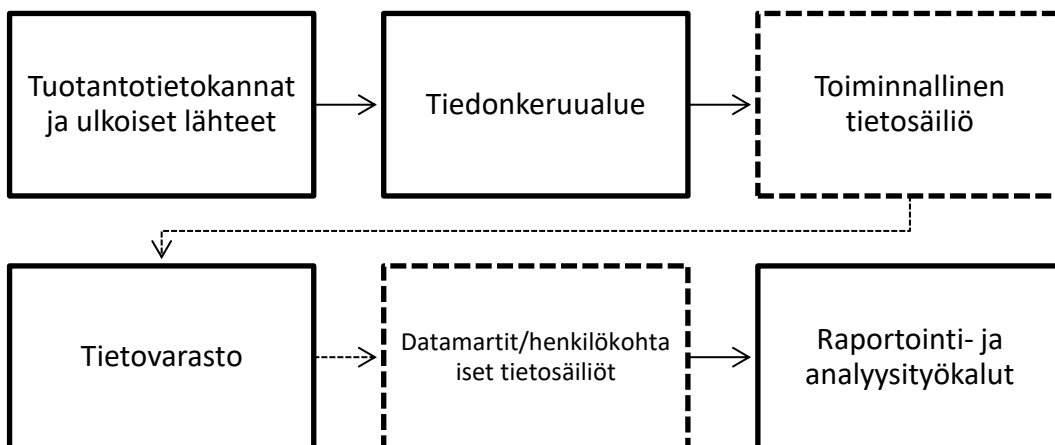 Tuotantotietokannat
ja ulkoiset lähteet
Tiedonkeruualue
Toiminnallinen
tietosäiliö
Tietovarasto
Datamartit/henkilökohta
iset tietosäiliöt
Raportointi- ja
analyysityökalut